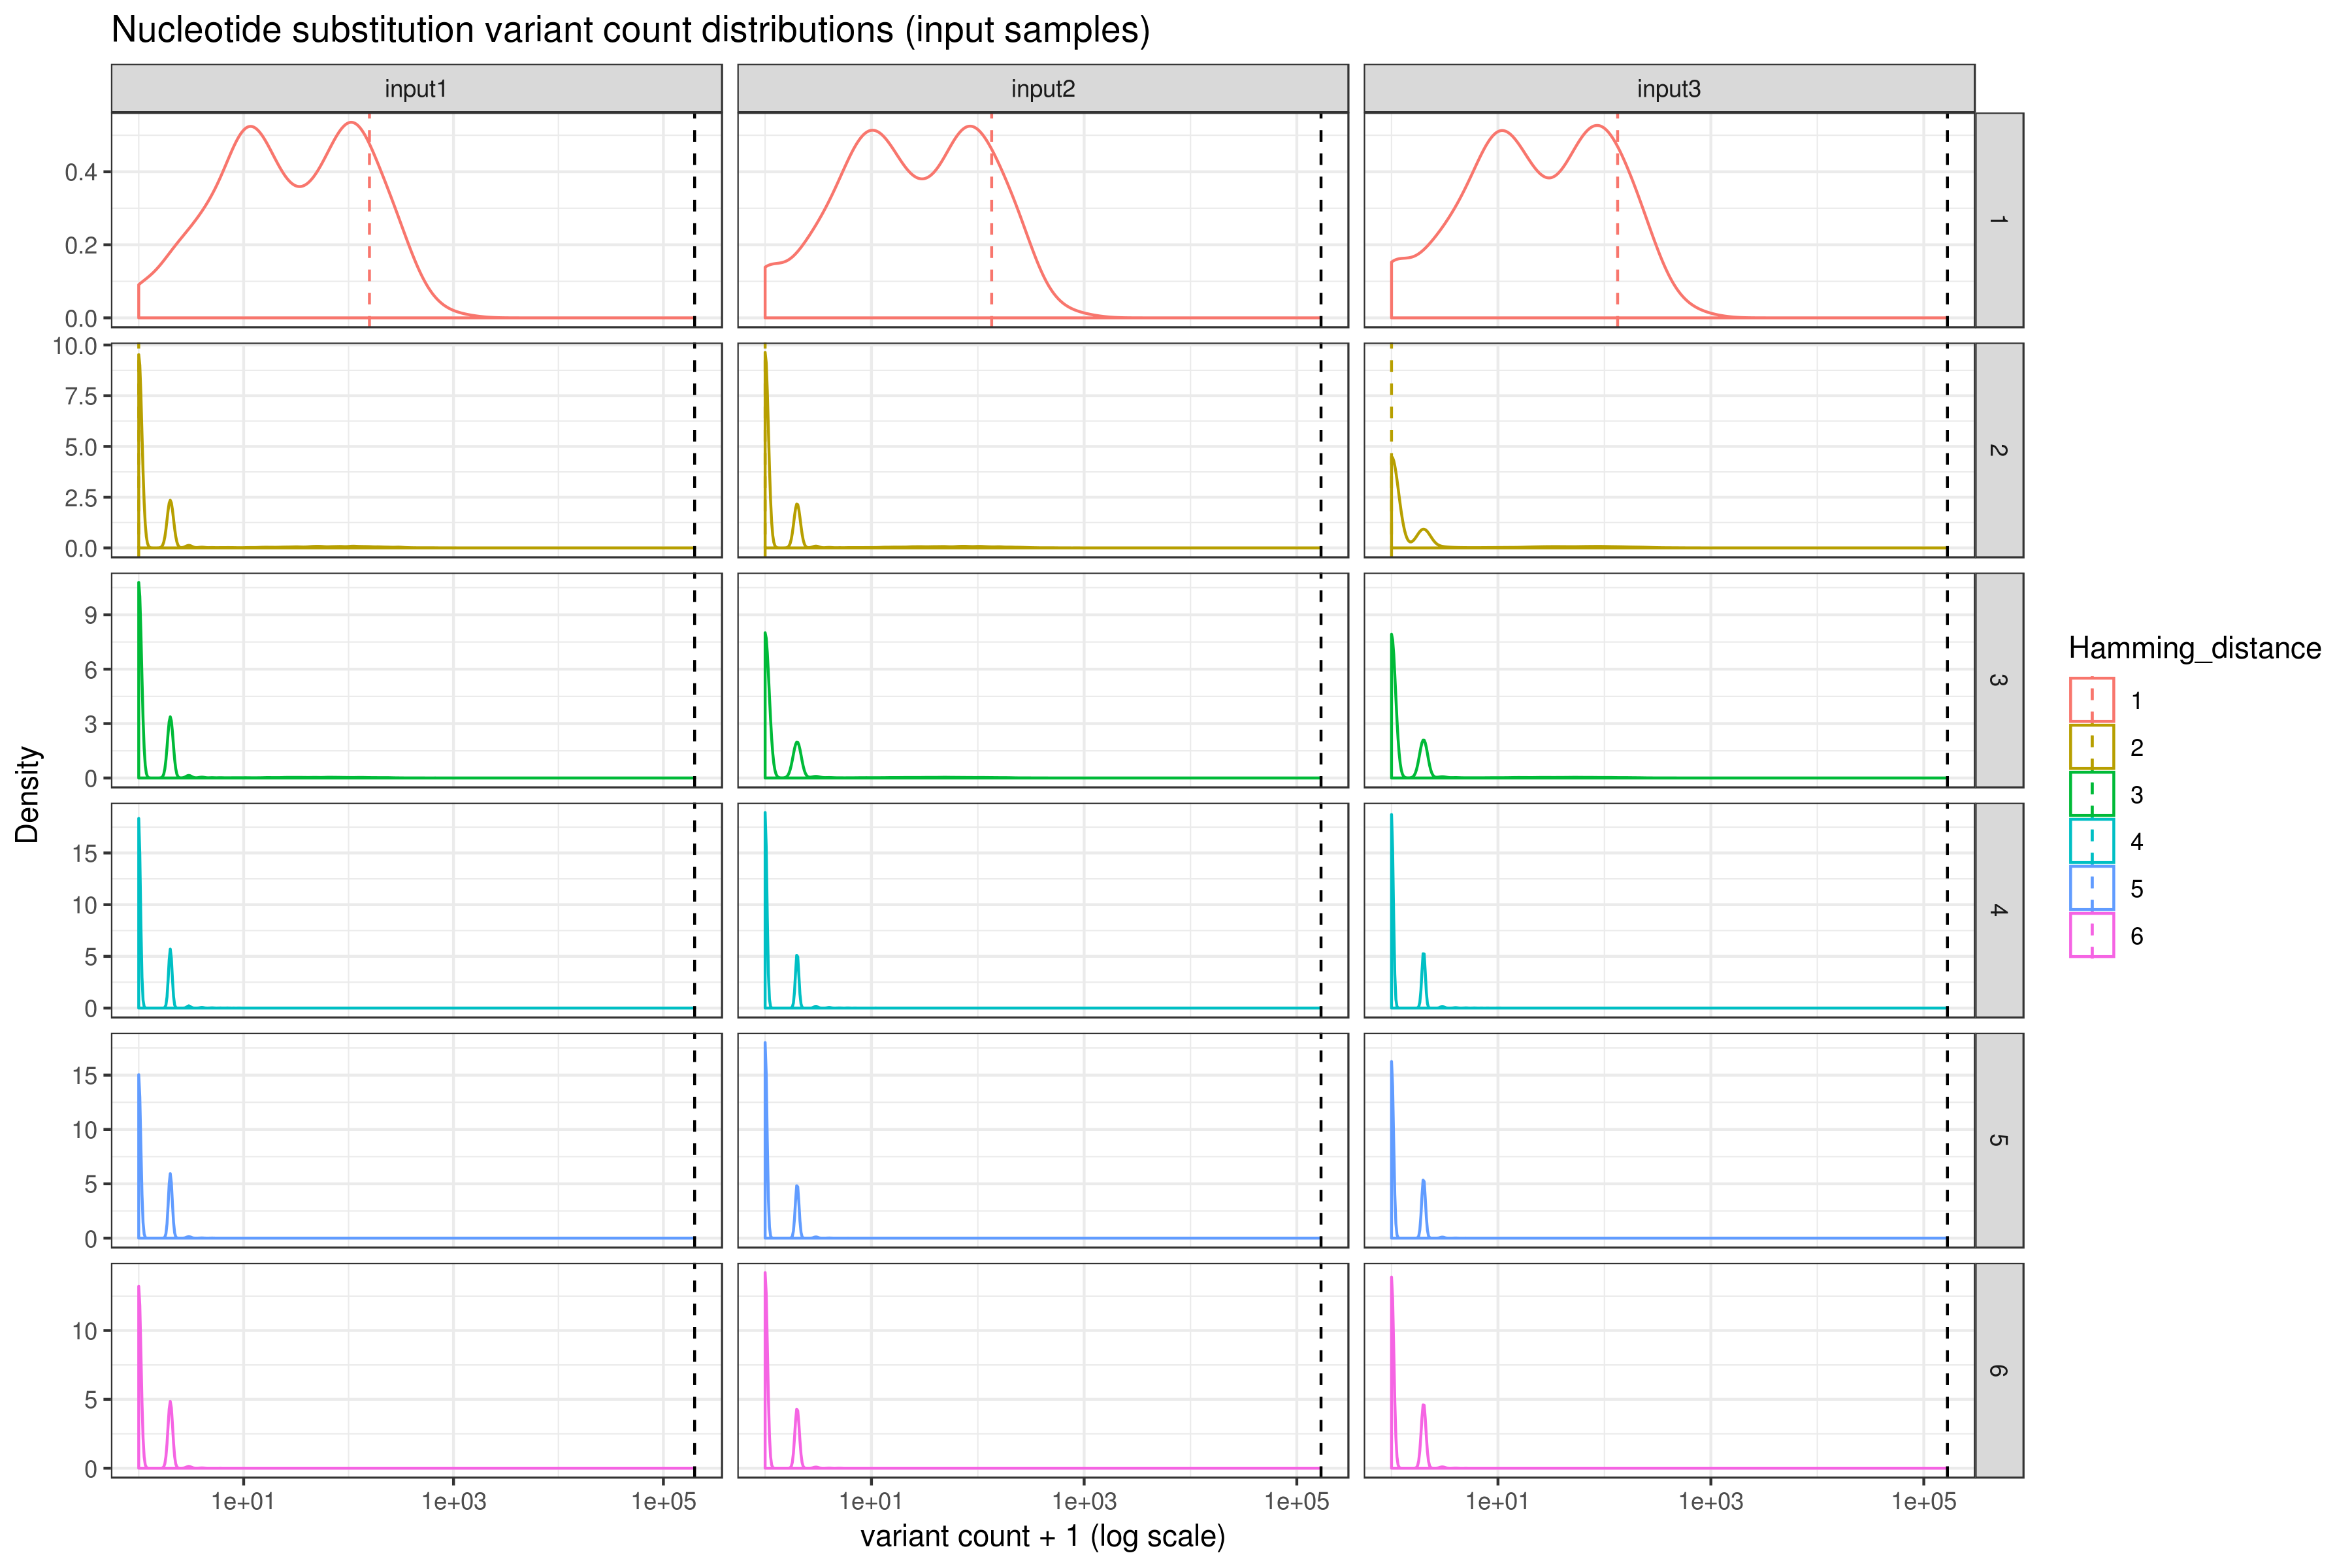 Nucleotide substitution variant count distributions (input samples)
input1
input2
input3
0.4
0.2
0.0
1
10.0
7.5
5.0
2.5
0.0
2
9
6
3
0
3
15
10
5
0
4
15
10
5
0
5
10
5
0
6
1e+01
1e+03
1e+05
1e+01
1e+03
1e+05
1e+01
1e+03
1e+05
variant count + 1 (log scale)
Density
Hamming_distance
1
2
3
4
5
6